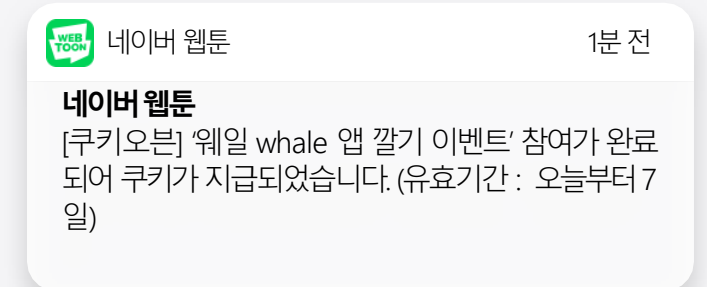 WEB
TOON
네이버 웹툰
1분 전
네이버 웹툰
[쿠키오븐] ‘웨일 whale 앱 깔기 이벤트’ 참여가 완료
되어 쿠키가 지급되었습니다. (유효기간 : 오늘부터 7
일)